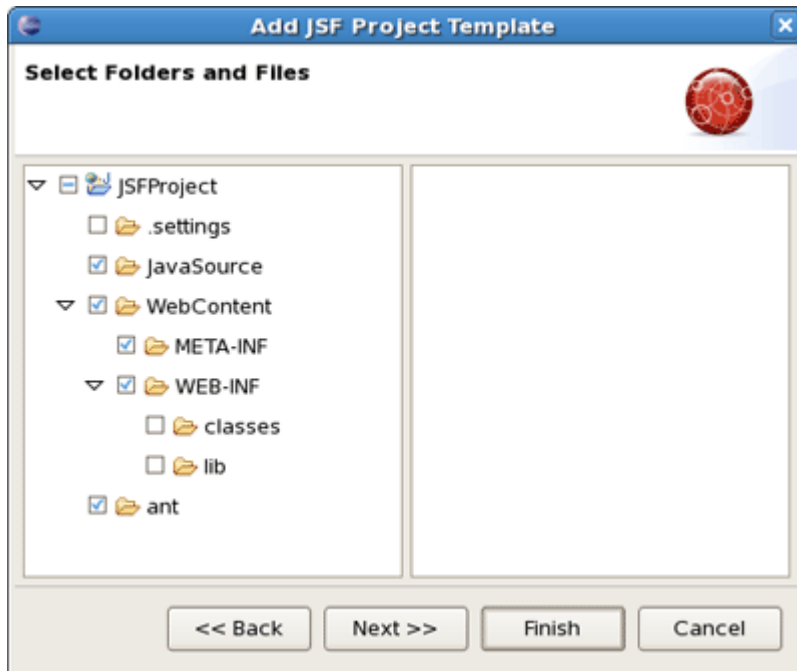 Add JSF Project Template
Select Folders and Files
JSFProject
.settings
JavaSource
WebContent
META-INF
WEB-INF
classes
lib
ant
<< Back
Next >>
Finish
Cancel